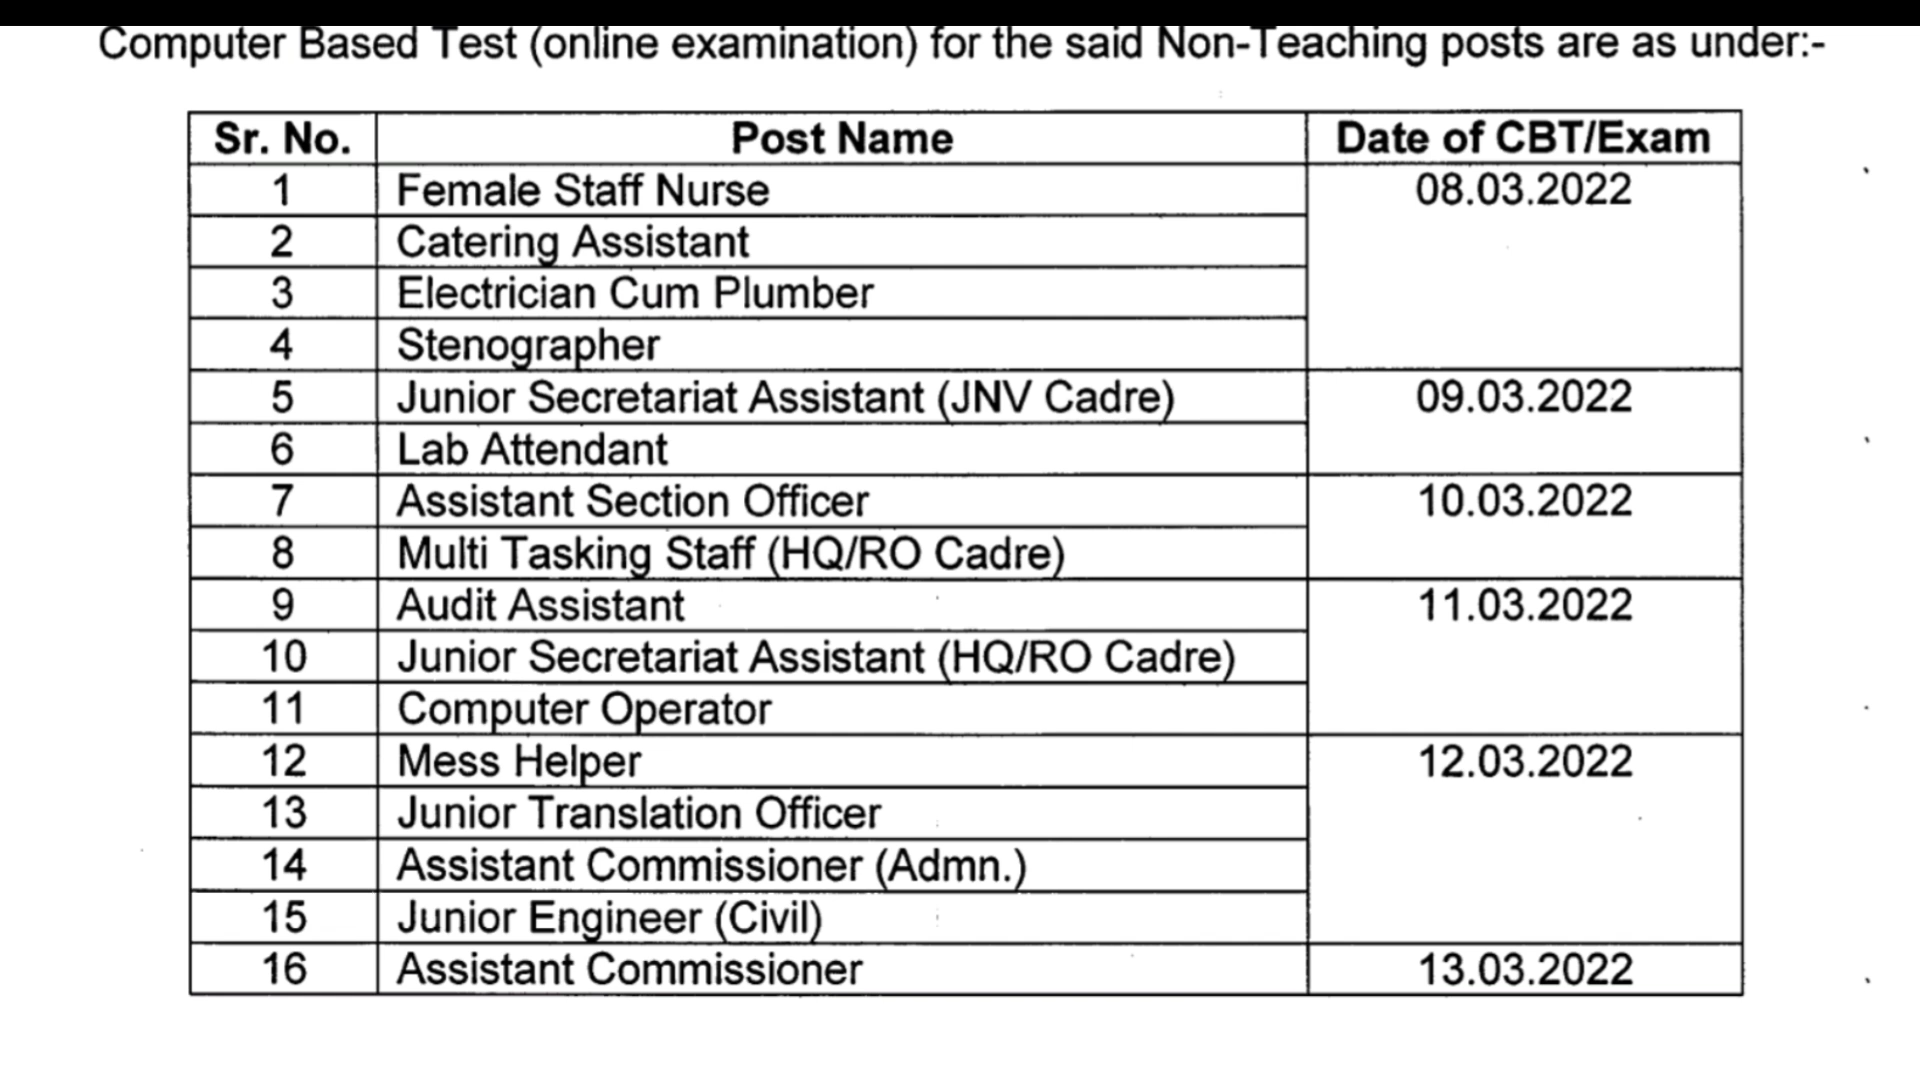 Computer Based Test (online examination) for the said Non-Teaching posts are as under:-
Sr. No. Post Name Date of CBT/Exam
1 Female Staff Nurse 08.03.2022
2 Catering Assistant
3 Electrician Cum Plumber
4 Stenographer
5 Junior Secretariat Assistant (JNV Cadre) 09.03.2022
6 Lab Attendant
7 Assistant Section Officer 10.03.2022
8 Multi Tasking Staff (HQ/RO Cadre)
9 Audit Assistant 11.03.2022
10 Junior Secretariat Assistant (HQ/RO Cadre)
11 Computer Operator
12 Mess Helper 12.03.2022
13 Junior Translation Officer
14 Assistant Commissioner (Admn.)
15 Junior Engineer (Civil)
16 Assistant Commissioner 13.03.2022